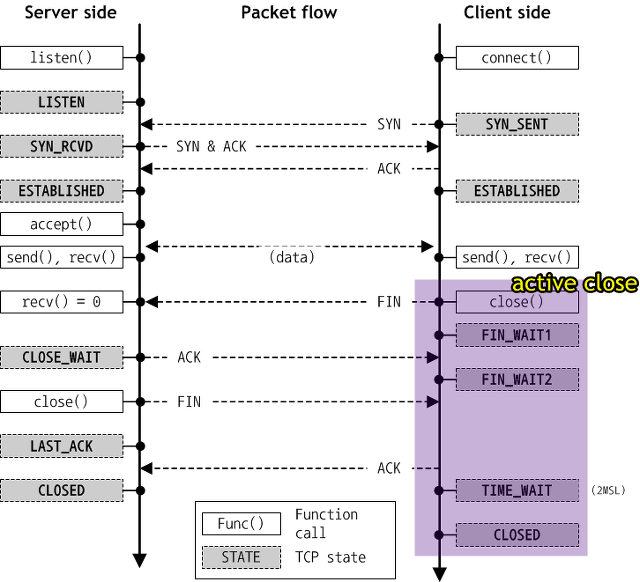 Server side Packet flow Client side
listen() connect()
LISTEN
SYN SYN_SENT
SYN_RCVD SYN & ACK
ACK
ESTABLISHED ESTABLISHED
accept()
send(), recv() (data) send(), recv()
active close
recv() = 0 FIN close()
FIN_WAIT1
CLOSE_WAIT ACK
FIN_WAIT2
close() FIN
LAST_ACK
ACK
CLOSED TIME_WAIT (2MSL)
Func() Function
call
CLOSED
STATE TCP state